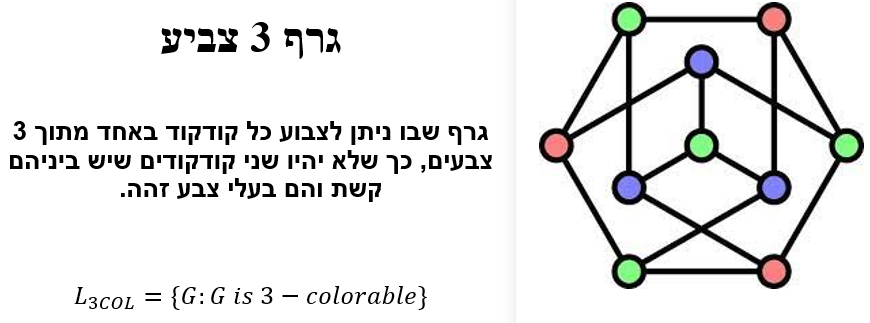 גרף 3 צביע
גרף שבו ניתן לצבוע כל קודקוד באחד מתוך 3
צבעים, כך שלא יהיו שני קודקודים שיש ביניהם
קשת והם בעלי צבע זהה.
L_{3COL} = {G: G is 3 − colorable}